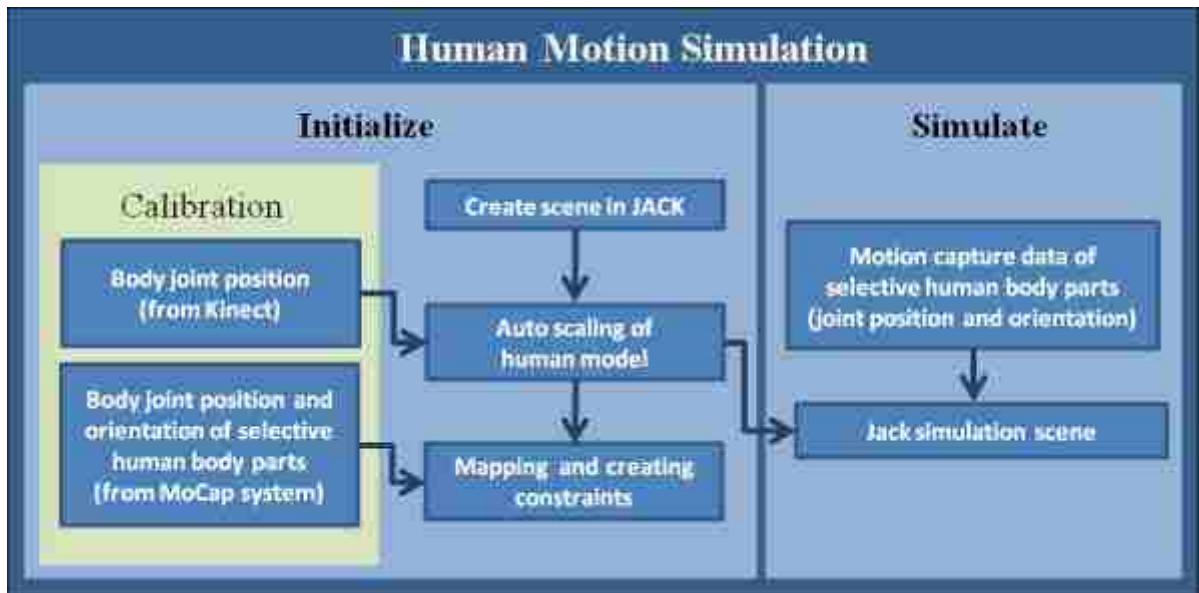 Human Motion Simulation
Initialize
Calibration
Body joint position
(from Kinect)
Body joint position and
orientation of selective
human body parts
(from MoCap system)
Create scene in JACK
Auto scaling of
human model
Mapping and creating
constraints
Simulate
Motion capture data of
selective human body parts
(joint position and orientation)
Jack simulation scene